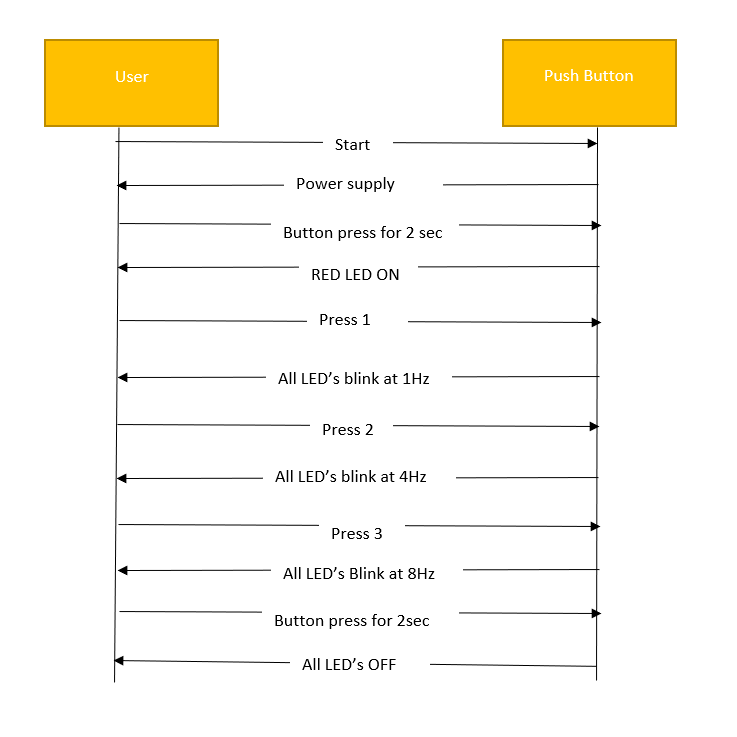 User
Push Button
Start
Power supply
Button press for 2 sec
RED LED ON
Press 1
All LED’s blink at 1Hz
Press 2
All LED’s blink at 4Hz
Press 3
All LED’s Blink at 8Hz
Button press for 2sec
All LED’s OFF